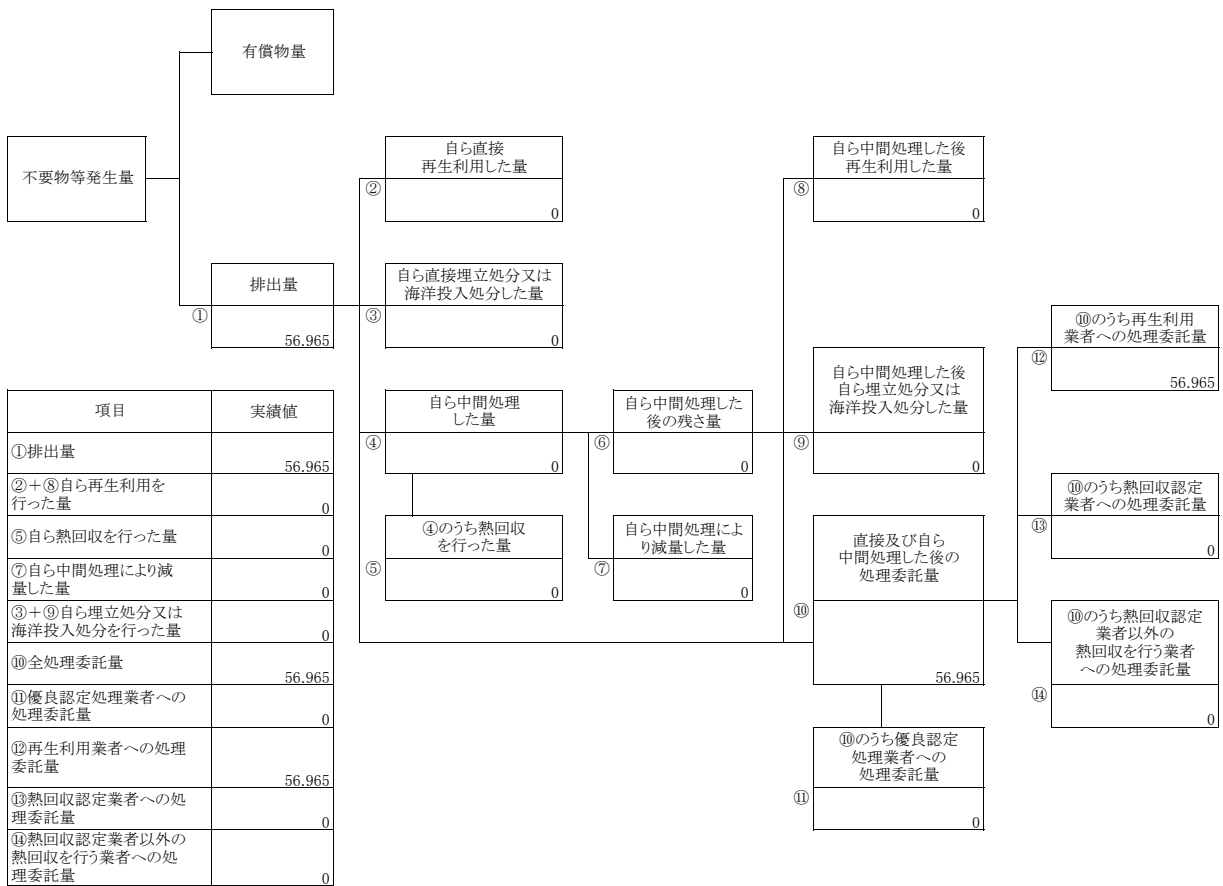 有償物量
不要物等発生量
自ら直接
再生利用した量
②
0
自ら中間処理した後
再生利用した量
⑧
0
排出量
①
56.965
自ら直接埋立処分又は
海洋投入処分した量
③
0
⑩のうち再生利用
業者への処理委託量
⑫
56.965
自ら中間処理
した量
④
0
自ら中間処理した
後の残さ量
⑥
0
自ら中間処理した後
自ら埋立処分又は
海洋投入処分した量
⑨
0
④のうち熱回収
を行った量
⑤
0
自ら中間処理によ
り減量した量
⑦
0
直接及び自ら
中間処理した後の
処理委託量
⑩
56.965
⑩のうち熱回収認定
業者への処理委託量
⑬
0
⑩のうち熱回収認定
業者以外の
熱回収を行う業者
への処理委託量
⑭
0
⑩のうち優良認定
処理業者への
処理委託量
⑪
0
項目 実績値
①排出量
56.965
②+⑧自ら再生利用を
行った量
0
⑤自ら熱回収を行った量
0
⑦自ら中間処理により減
量した量
0
③+⑨自ら埋立処分又は
海洋投入処分を行った量
0
⑩全処理委託量
56.965
⑪優良認定処理業者への
処理委託量
0
⑫再生利用業者への処理
委託量
56.965
⑬熱回収認定業者への処
理委託量
0
⑭熱回収認定業者以外の
熱回収を行う業者への処
理委託量
0